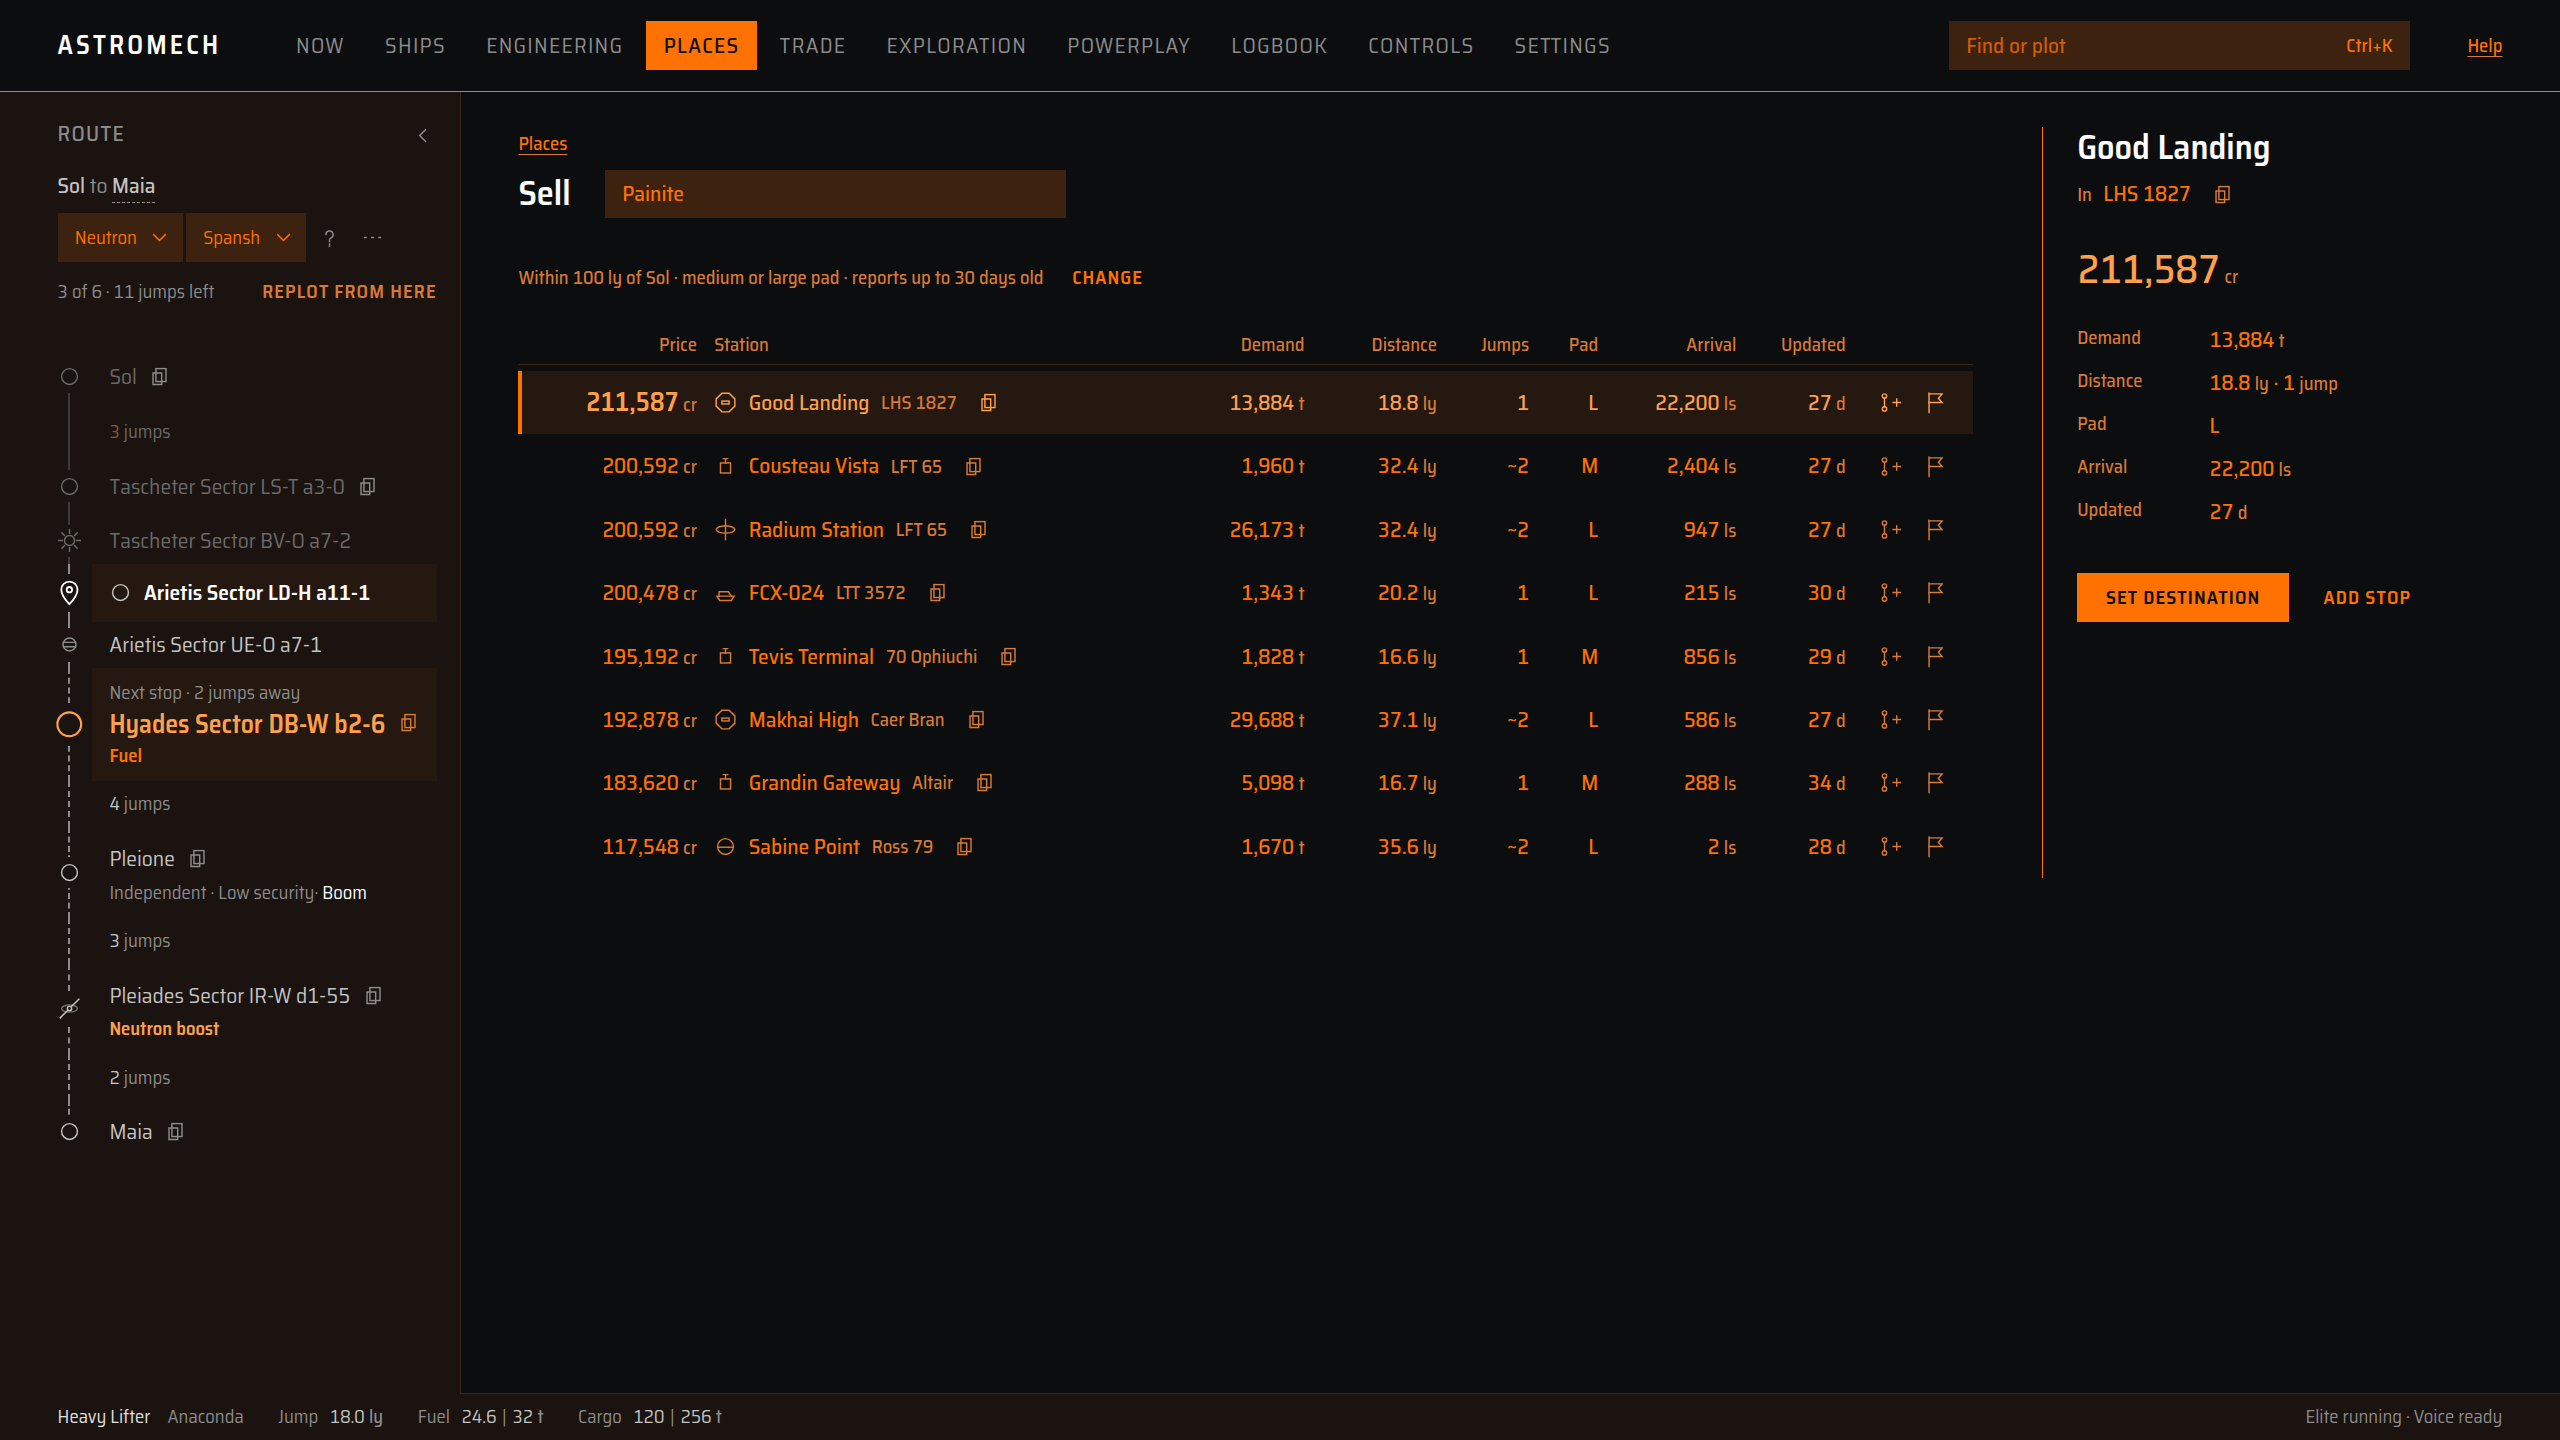 ASTROMECH NOW SHIPS ENGINEERING PLACES TRADE EXPLORATION POWERPLAY LOGBOOK CONTROLS SETTINGS Find or plot Ctrl+K Help
ROUTE
Sol to Maia
Neutron Spansh ? ···
3 of 6 · 11 jumps left REPLOT FROM HERE
Sol
3 jumps
Tascheter Sector LS-T a3-0
Tascheter Sector BV-O a7-2
Arietis Sector LD-H a11-1
Arietis Sector UE-O a7-1
Next stop · 2 jumps away
Hyades Sector DB-W b2-6
Fuel
4 jumps
Pleione
Independent · Low security· Boom
3 jumps
Pleiades Sector IR-W d1-55
Neutron boost
2 jumps
Maia
Places
Sell Painite
Within 100 ly of Sol · medium or large pad · reports up to 30 days old CHANGE
Price Station Demand Distance Jumps Pad Arrival Updated
211,587 cr Good Landing LHS 1827 13,884 t 18.8 ly 1 L 22,200 ls 27 d
200,592 cr Cousteau Vista LFT 65 1,960 t 32.4 ly ~2 M 2,404 ls 27 d
200,592 cr Radium Station LFT 65 26,173 t 32.4 ly ~2 L 947 ls 27 d
200,478 cr FCX-024 LTT 3572 1,343 t 20.2 ly 1 L 215 ls 30 d
195,192 cr Tevis Terminal 70 Ophiuchi 1,828 t 16.6 ly 1 M 856 ls 29 d
192,878 cr Makhai High Caer Bran 29,688 t 37.1 ly ~2 L 586 ls 27 d
183,620 cr Grandin Gateway Altair 5,098 t 16.7 ly 1 M 288 ls 34 d
117,548 cr Sabine Point Ross 79 1,670 t 35.6 ly ~2 L 2 ls 28 d
Good Landing
In LHS 1827
211,587 cr
Demand 13,884 t
Distance 18.8 ly · 1 jump
Pad L
Arrival 22,200 ls
Updated 27 d
SET DESTINATION ADD STOP
Heavy Lifter Anaconda Jump 18.0 ly Fuel 24.6 | 32 t Cargo 120 | 256 t Elite running · Voice ready